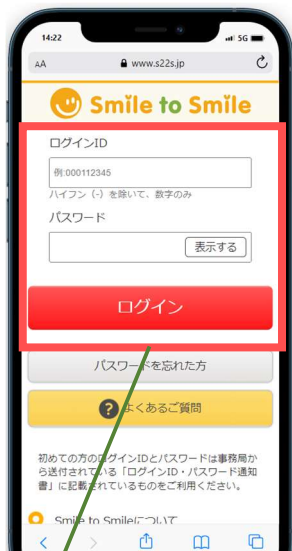 14:22
5G
AA
www.s22s.jp
Smile to Smile
ログインID
例:000112345
ハイフン（-）を除いて、数字のみ
パスワード
表示する
ログイン
パスワードを忘れた方
? よくあるご質問
初めての方のログインIDとパスワードは事務局か
ら送付されている「ログインID・パスワード通知
書」に記載されているものをご利用ください。
Smile to Smileについて